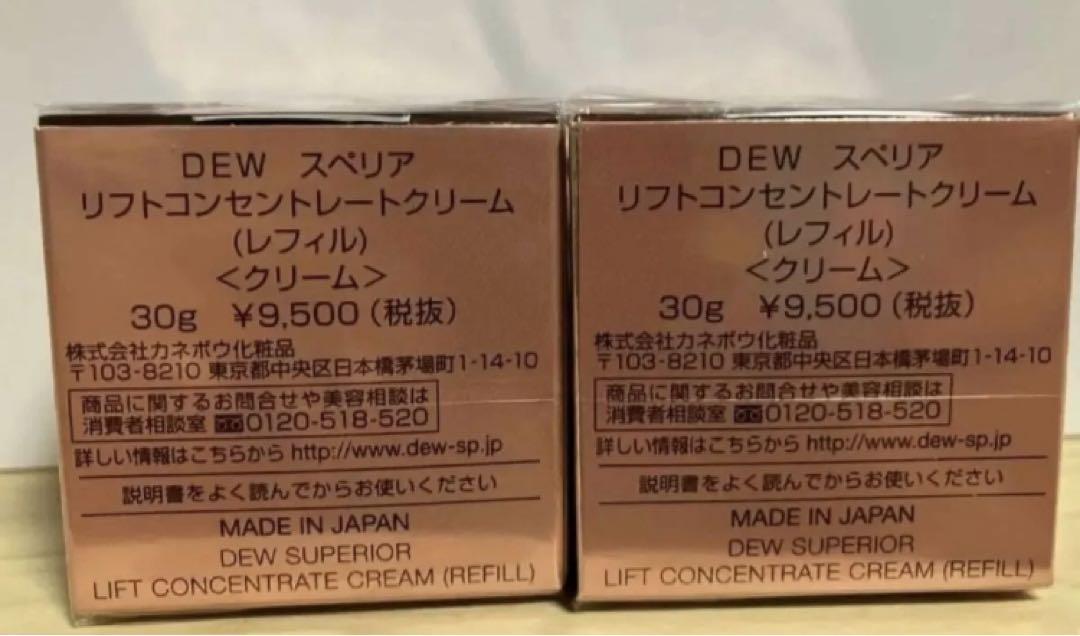 DEW スペリア
リフトコンセントレートクリーム
(レフィル)
<クリーム>
30g ¥9,500(税抜)
株式会社カネボウ化粧品
〒103-8210 東京都中央区日本橋茅場町1-14-10
商品に関するお問合せや美容相談は
消費者相談室 0120-518-520
詳しい情報はこちらから http://www.dew-sp.jp
説明書をよく読んでからお使いください
MADE IN JAPAN
DEW SUPERIOR
LIFT CONCENTRATE CREAM (REFILL)
DEW スペリア
リフトコンセントレートクリーム
(レフィル)
<クリーム>
30g ¥9,500(税抜)
株式会社カネボウ化粧品
〒103-8210 東京都中央区日本橋茅場町1-14-10
商品に関するお問合せや美容相談は
消費者相談室 0120-518-520
詳しい情報はこちらから http://www.dew-sp.jp
説明書をよく読んでからお使いください
MADE IN JAPAN
DEW SUPERIOR
LIFT CONCENTRATE CREAM (REFILL)